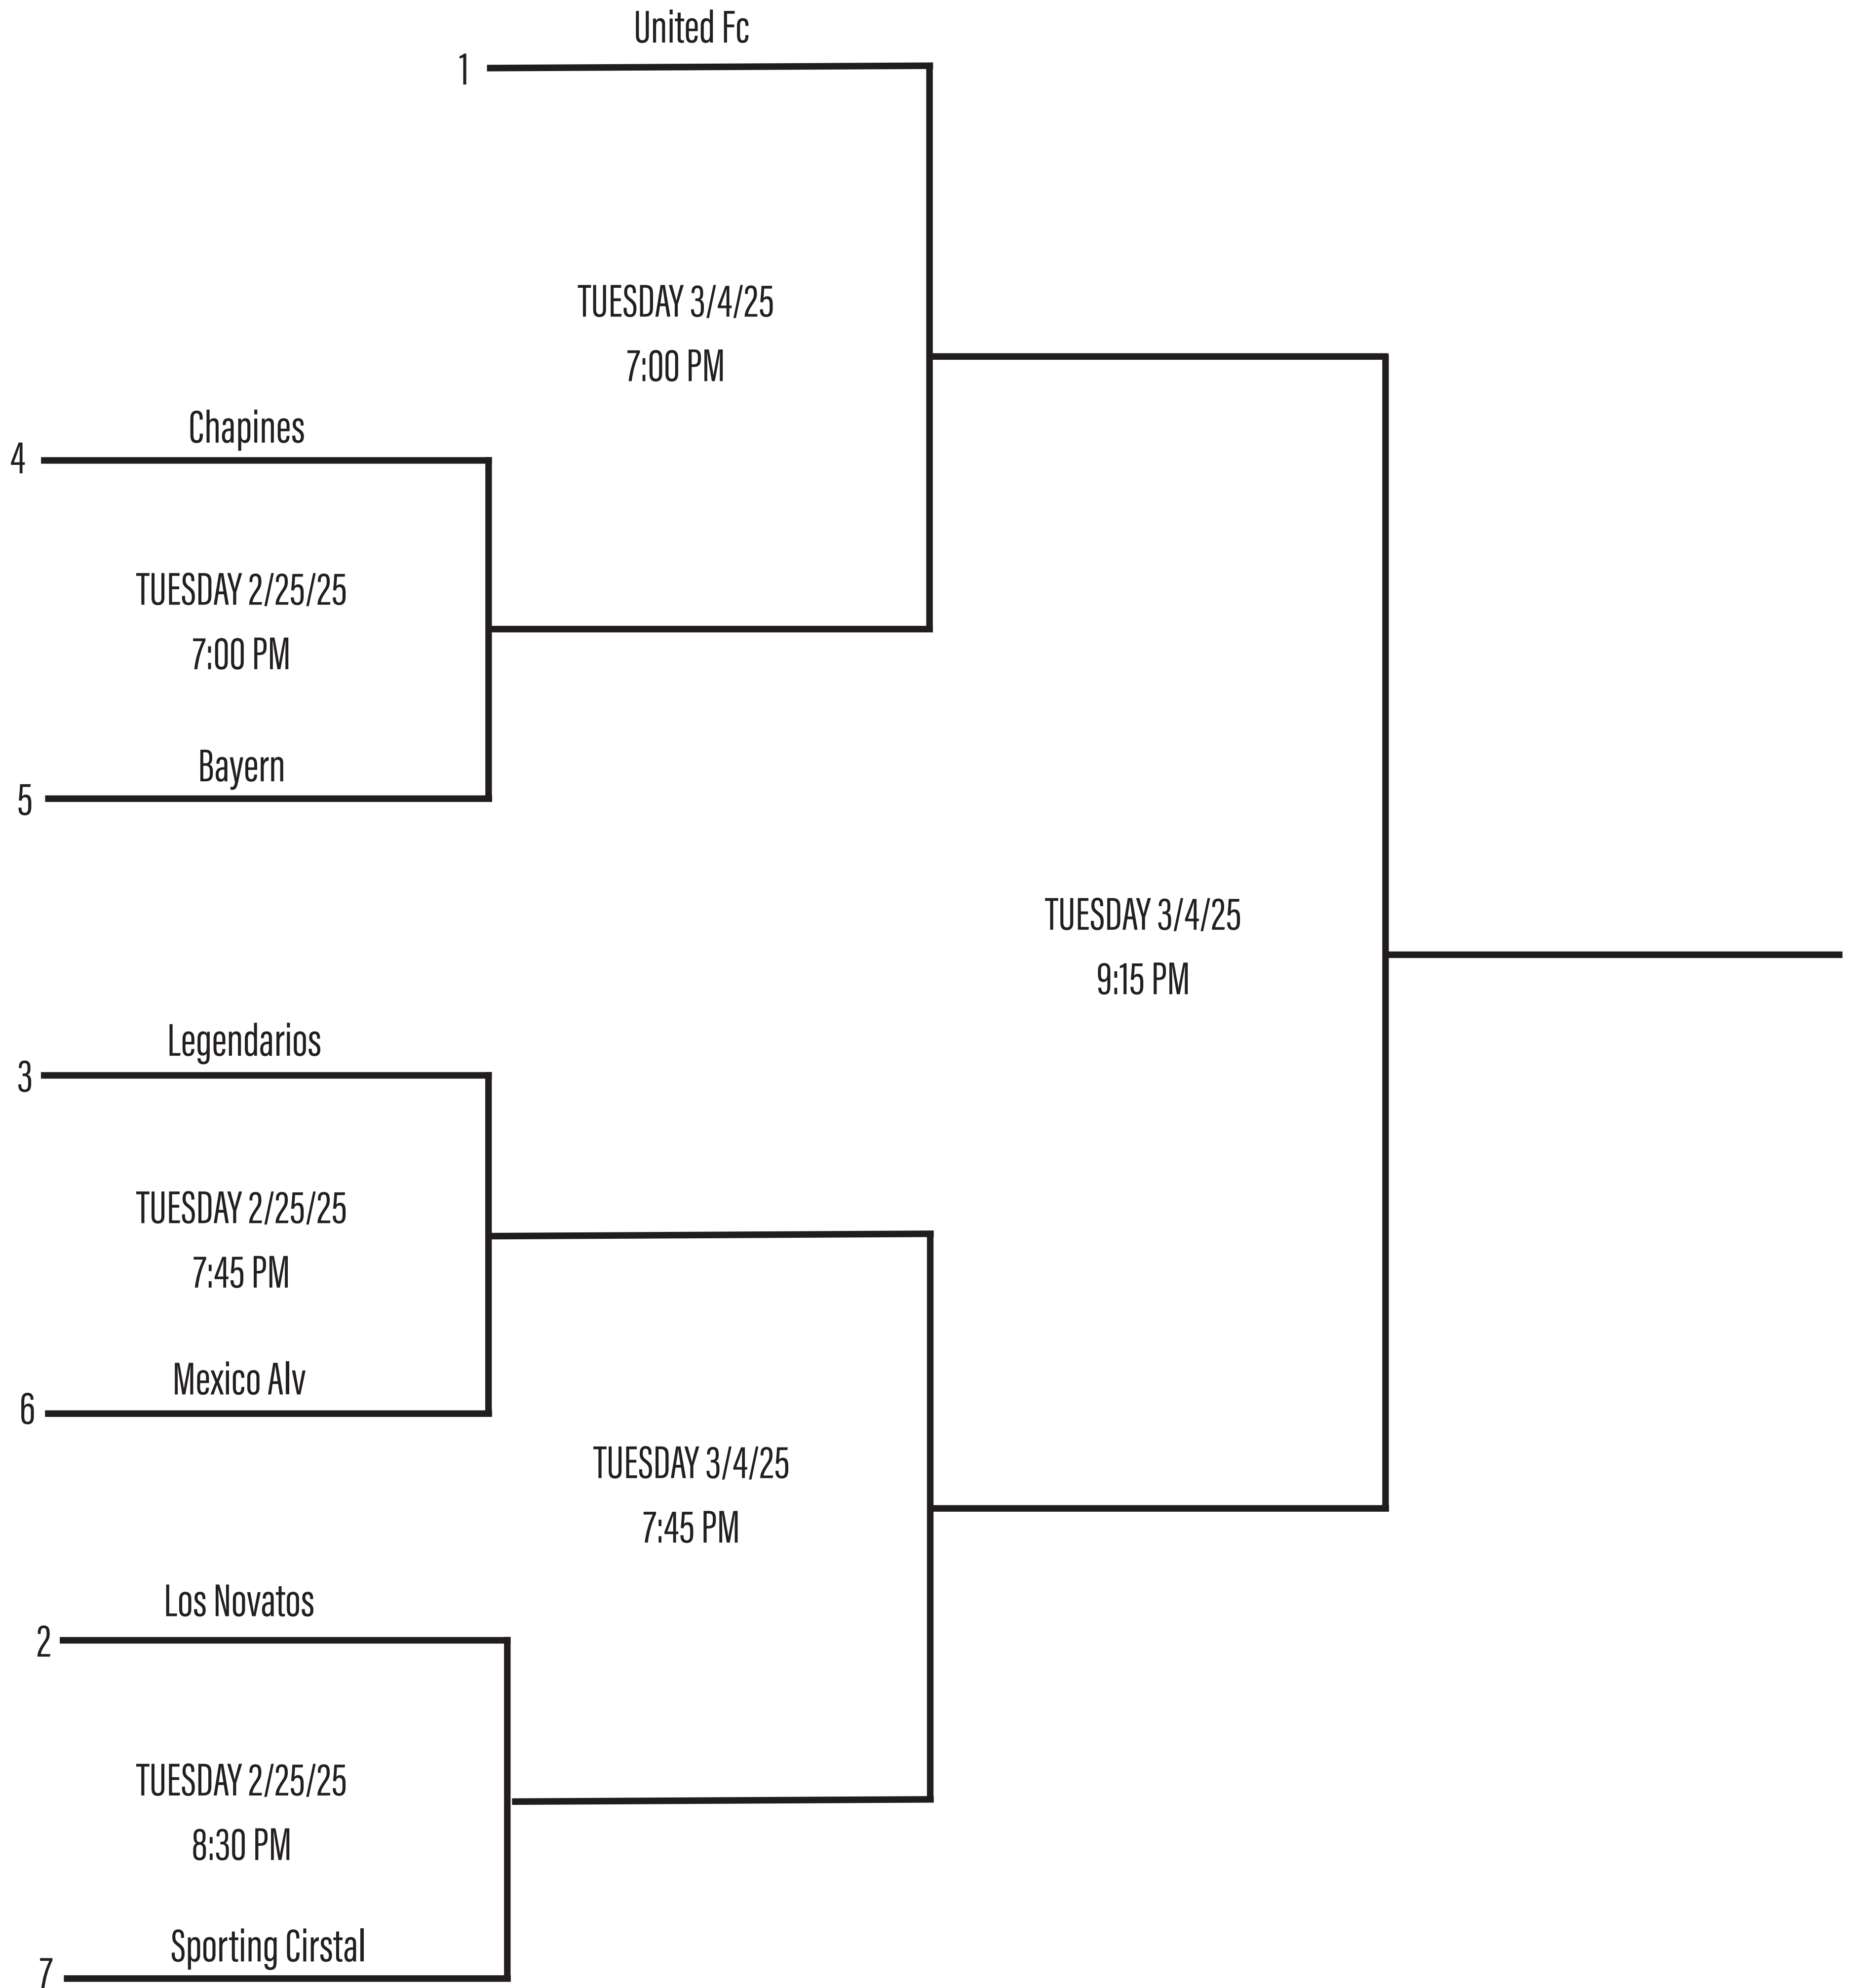 United Fc
1
TUESDAY 3/4/25
7:00 PM
Chapines
4
TUESDAY 2/25/25
7:00 PM
Bayern
5
TUESDAY 3/4/25
9:15 PM
Legendarios
3
TUESDAY 2/25/25
7:45 PM
Mexico Alv
6
TUESDAY 3/4/25
7:45 PM
Los Novatos
2
TUESDAY 2/25/25
8:30 PM
Sporting Cirstal
7